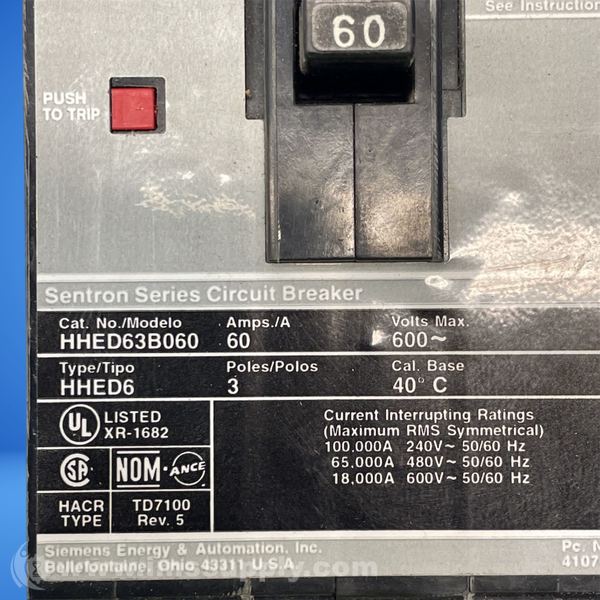 See Instruction
60
PUSH
TO TRIP
Sentron Series Circuit Breaker
Cat. No./Modelo Amps./A Volts Max.
HHED63B060 60 600~
Type/Tipo Poles/Polos Cal. Base
HHED6 3 40° C
UL LISTED
XR-1682
Current Interrupting Ratings
(Maximum RMS Symmetrical)
100,000A 240V~ 50/60 Hz
65,000A 480V~ 50/60 Hz
18,000A 600V~ 50/60 Hz
SA NOM-ANCE
HACR TD7100
TYPE Rev. 5
Siemens Energy & Automation, Inc. Pc. N
Bellefontaine, Ohio 43311 U.S.A. 4107